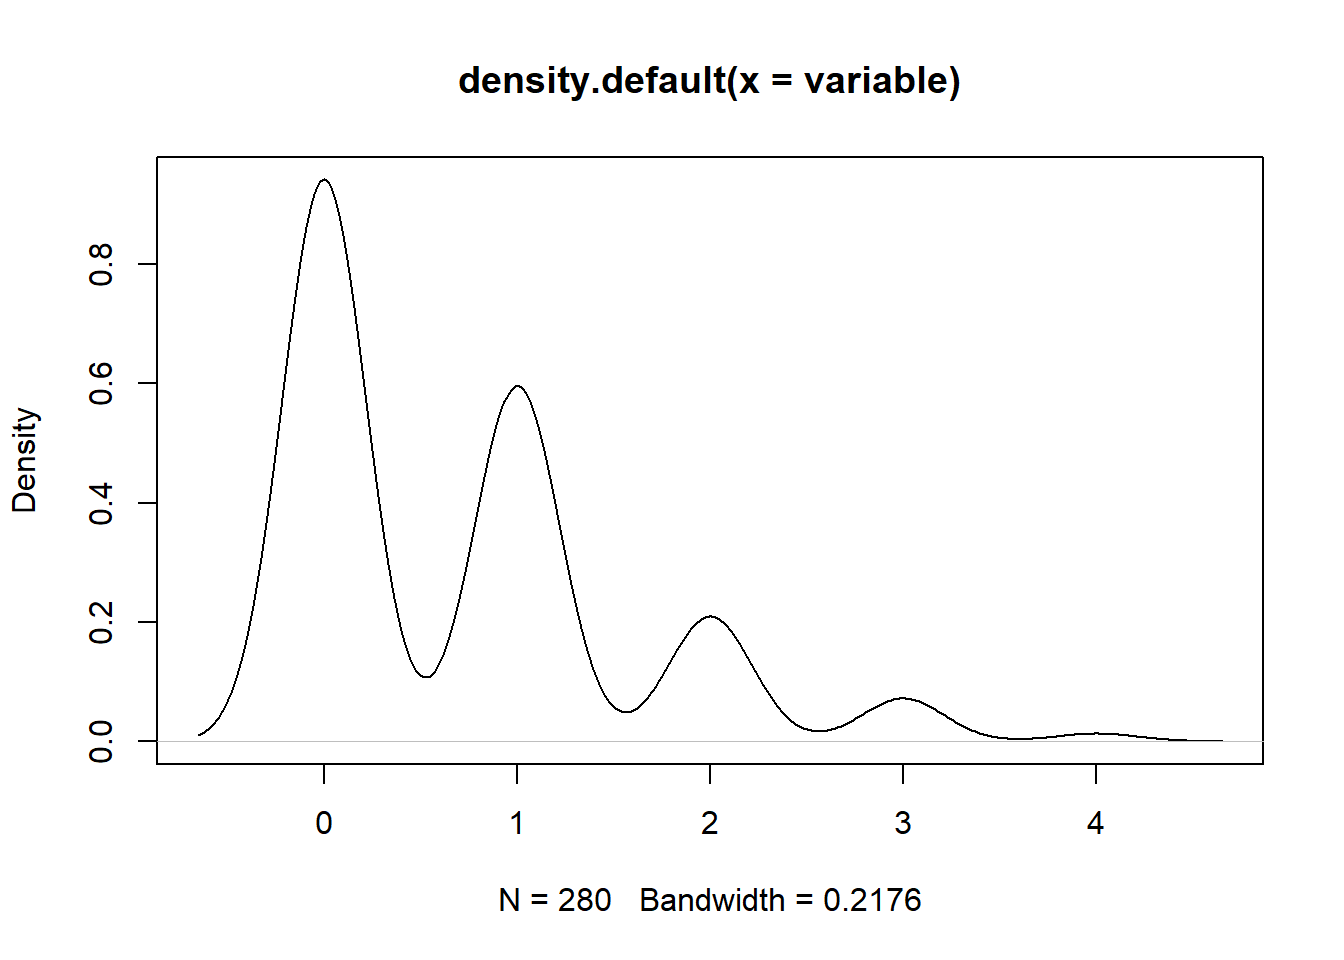 density.default(x = variable)
Density
0.8
0.6
0.4
0.2
0.0
0 1 2 3 4
N = 280 Bandwidth = 0.2176